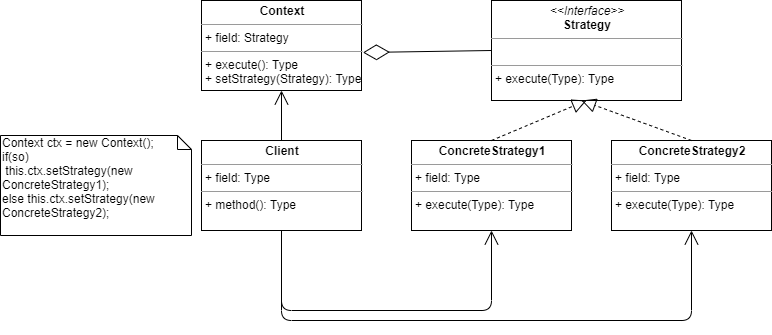 Context
+ field: Strategy
+ execute(): Type
+ setStrategy(Strategy): Type
<<Interface>>
Strategy
+ execute(Type): Type
Context ctx = new Context();
if(so)
this.ctx.setStrategy(new
ConcreteStrategy1);
else this.ctx.setStrategy(new
ConcreteStrategy2);
Client
+ field: Type
+ method(): Type
ConcreteStrategy1
+ field: Type
+ execute(Type): Type
ConcreteStrategy2
+ field: Type
+ execute(Type): Type